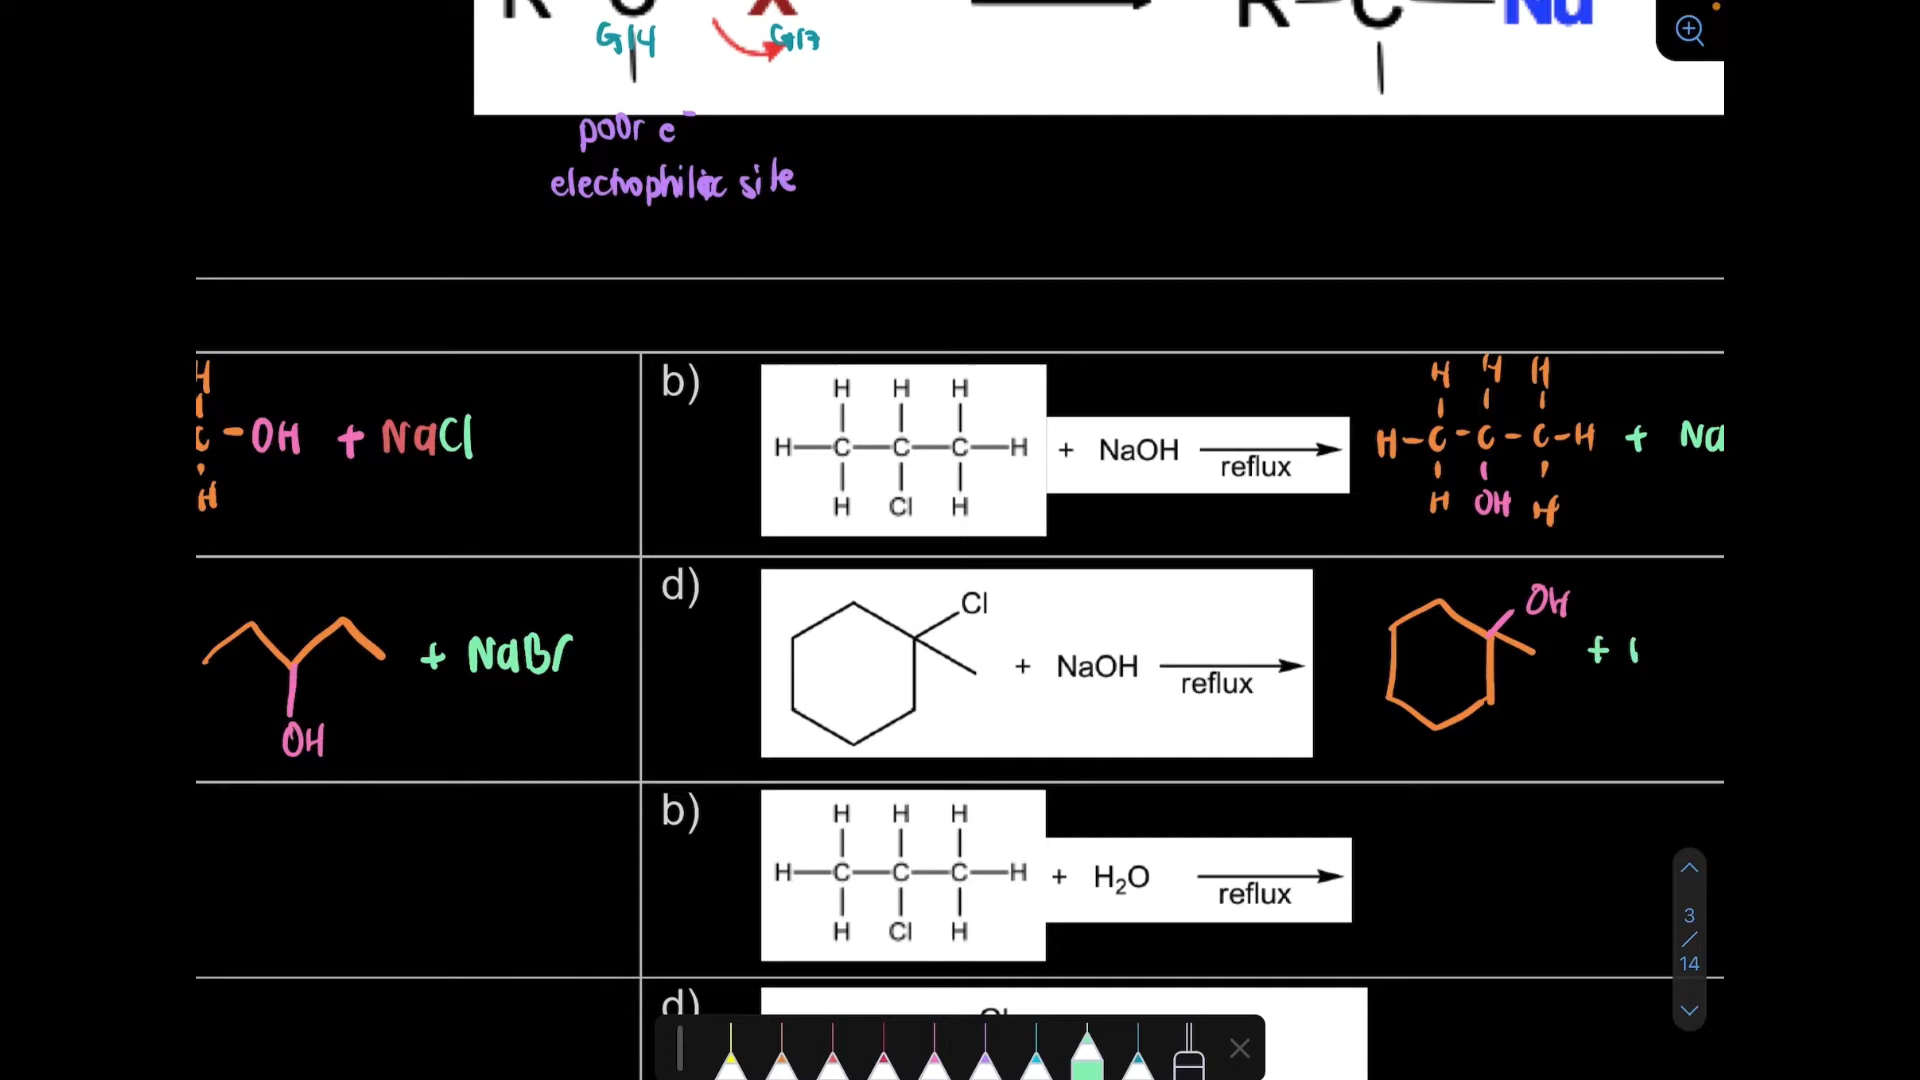 R C X R—C—Nu
G14 G17
poor e⁻
electrophilic site
H
C -OH + NaCl
H
b)
H H H
H—C—C—C—H + NaOH reflux
H Cl H
H H H
H-C-C-C-H + Na
H OH H
+ NaBr
OH
d)
Cl
+ NaOH reflux
OH
+
b)
H H H
H—C—C—C—H + H₂O reflux
H Cl H
d)
3
/
14